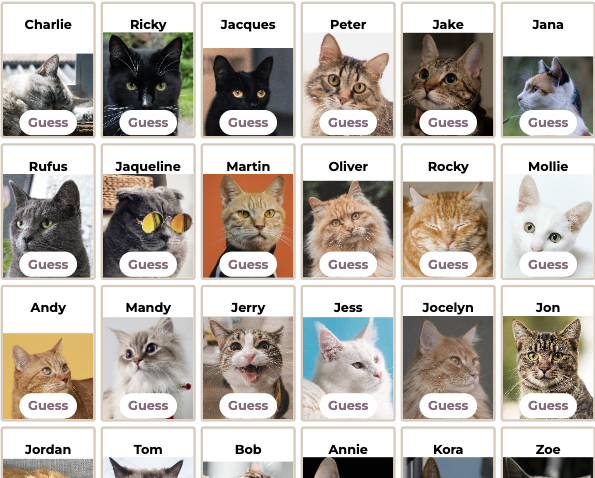 Charlie Ricky Jacques Peter Jake Jana
Guess Guess Guess Guess Guess Guess
Rufus Jaqueline Martin Oliver Rocky Mollie
Guess Guess Guess Guess Guess Guess
Andy Mandy Jerry Jess Jocelyn Jon
Guess Guess Guess Guess Guess Guess
Jordan Tom Bob Annie Kora Zoe